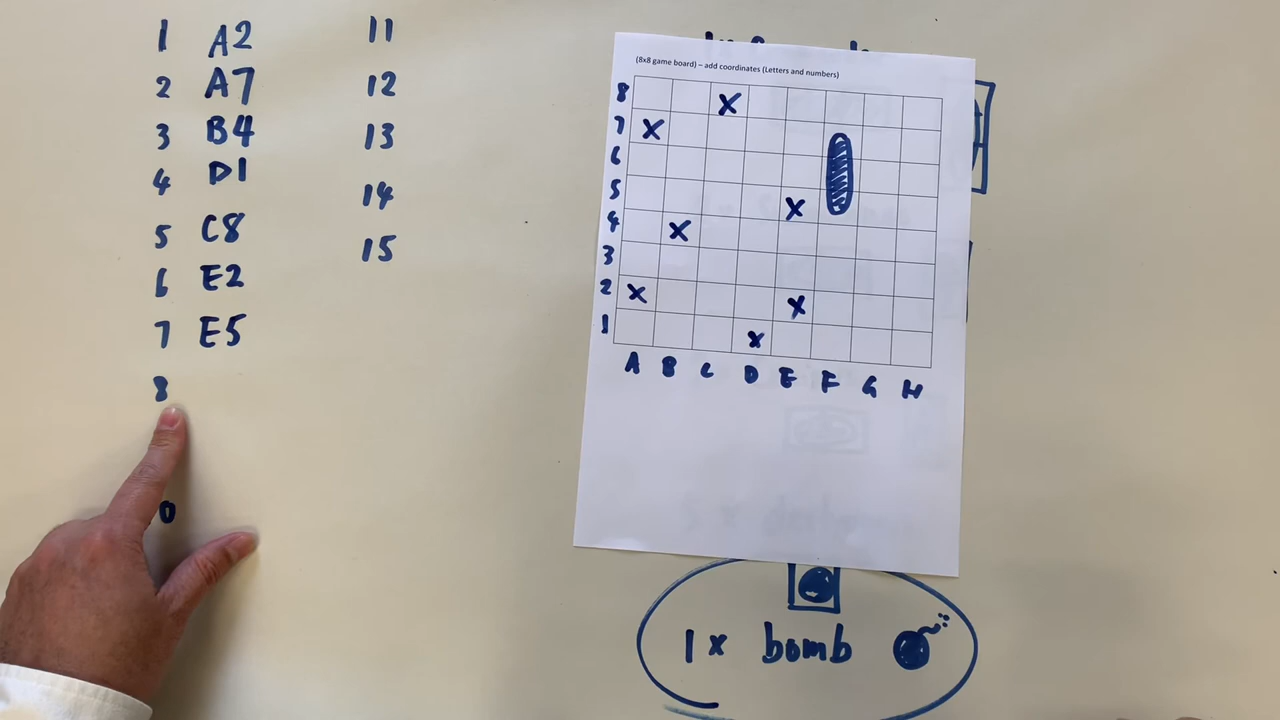 1 A2
2 A7
3 B4
4 D1
5 C8
6 E2
7 E5
8
0
11
12
13
14
15
(8x8 game board) – add coordinates (Letters and numbers)
8
7
6
5
4
3
2
1
A B C D E F G H
1 x bomb